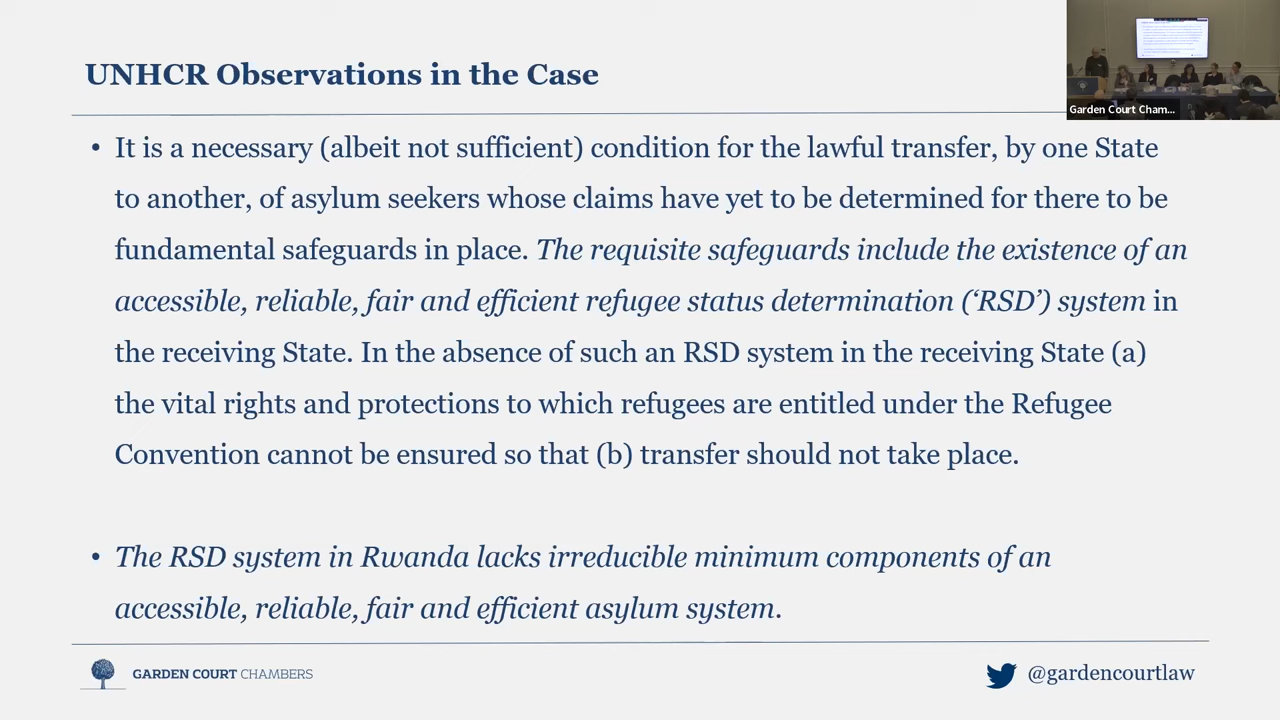 UNHCR Observations in the Case
Garden Court Cham...
• It is a necessary (albeit not sufficient) condition for the lawful transfer, by one State
to another, of asylum seekers whose claims have yet to be determined for there to be
fundamental safeguards in place. The requisite safeguards include the existence of an
accessible, reliable, fair and efficient refugee status determination (‘RSD’) system in
the receiving State. In the absence of such an RSD system in the receiving State (a)
the vital rights and protections to which refugees are entitled under the Refugee
Convention cannot be ensured so that (b) transfer should not take place.
• The RSD system in Rwanda lacks irreducible minimum components of an
accessible, reliable, fair and efficient asylum system.
GARDEN COURT CHAMBERS
@gardencourtlaw